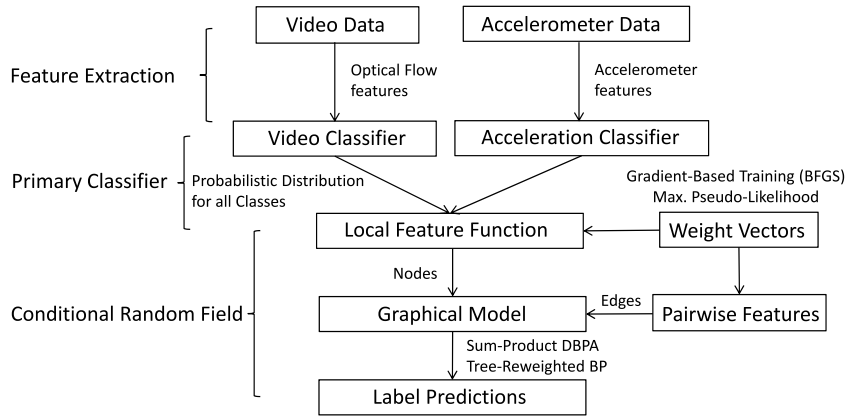 Video Data
Accelerometer Data
Feature Extraction
Optical Flow
features
Accelerometer
features
Video Classifier
Acceleration Classifier
Primary Classifier
Probabilistic Distribution
for all Classes
Gradient-Based Training (BFGS)
Max. Pseudo-Likelihood
Local Feature Function
Weight Vectors
Nodes
Conditional Random Field
Graphical Model
Edges
Pairwise Features
Sum-Product DBPA
Tree-Reweighted BP
Label Predictions